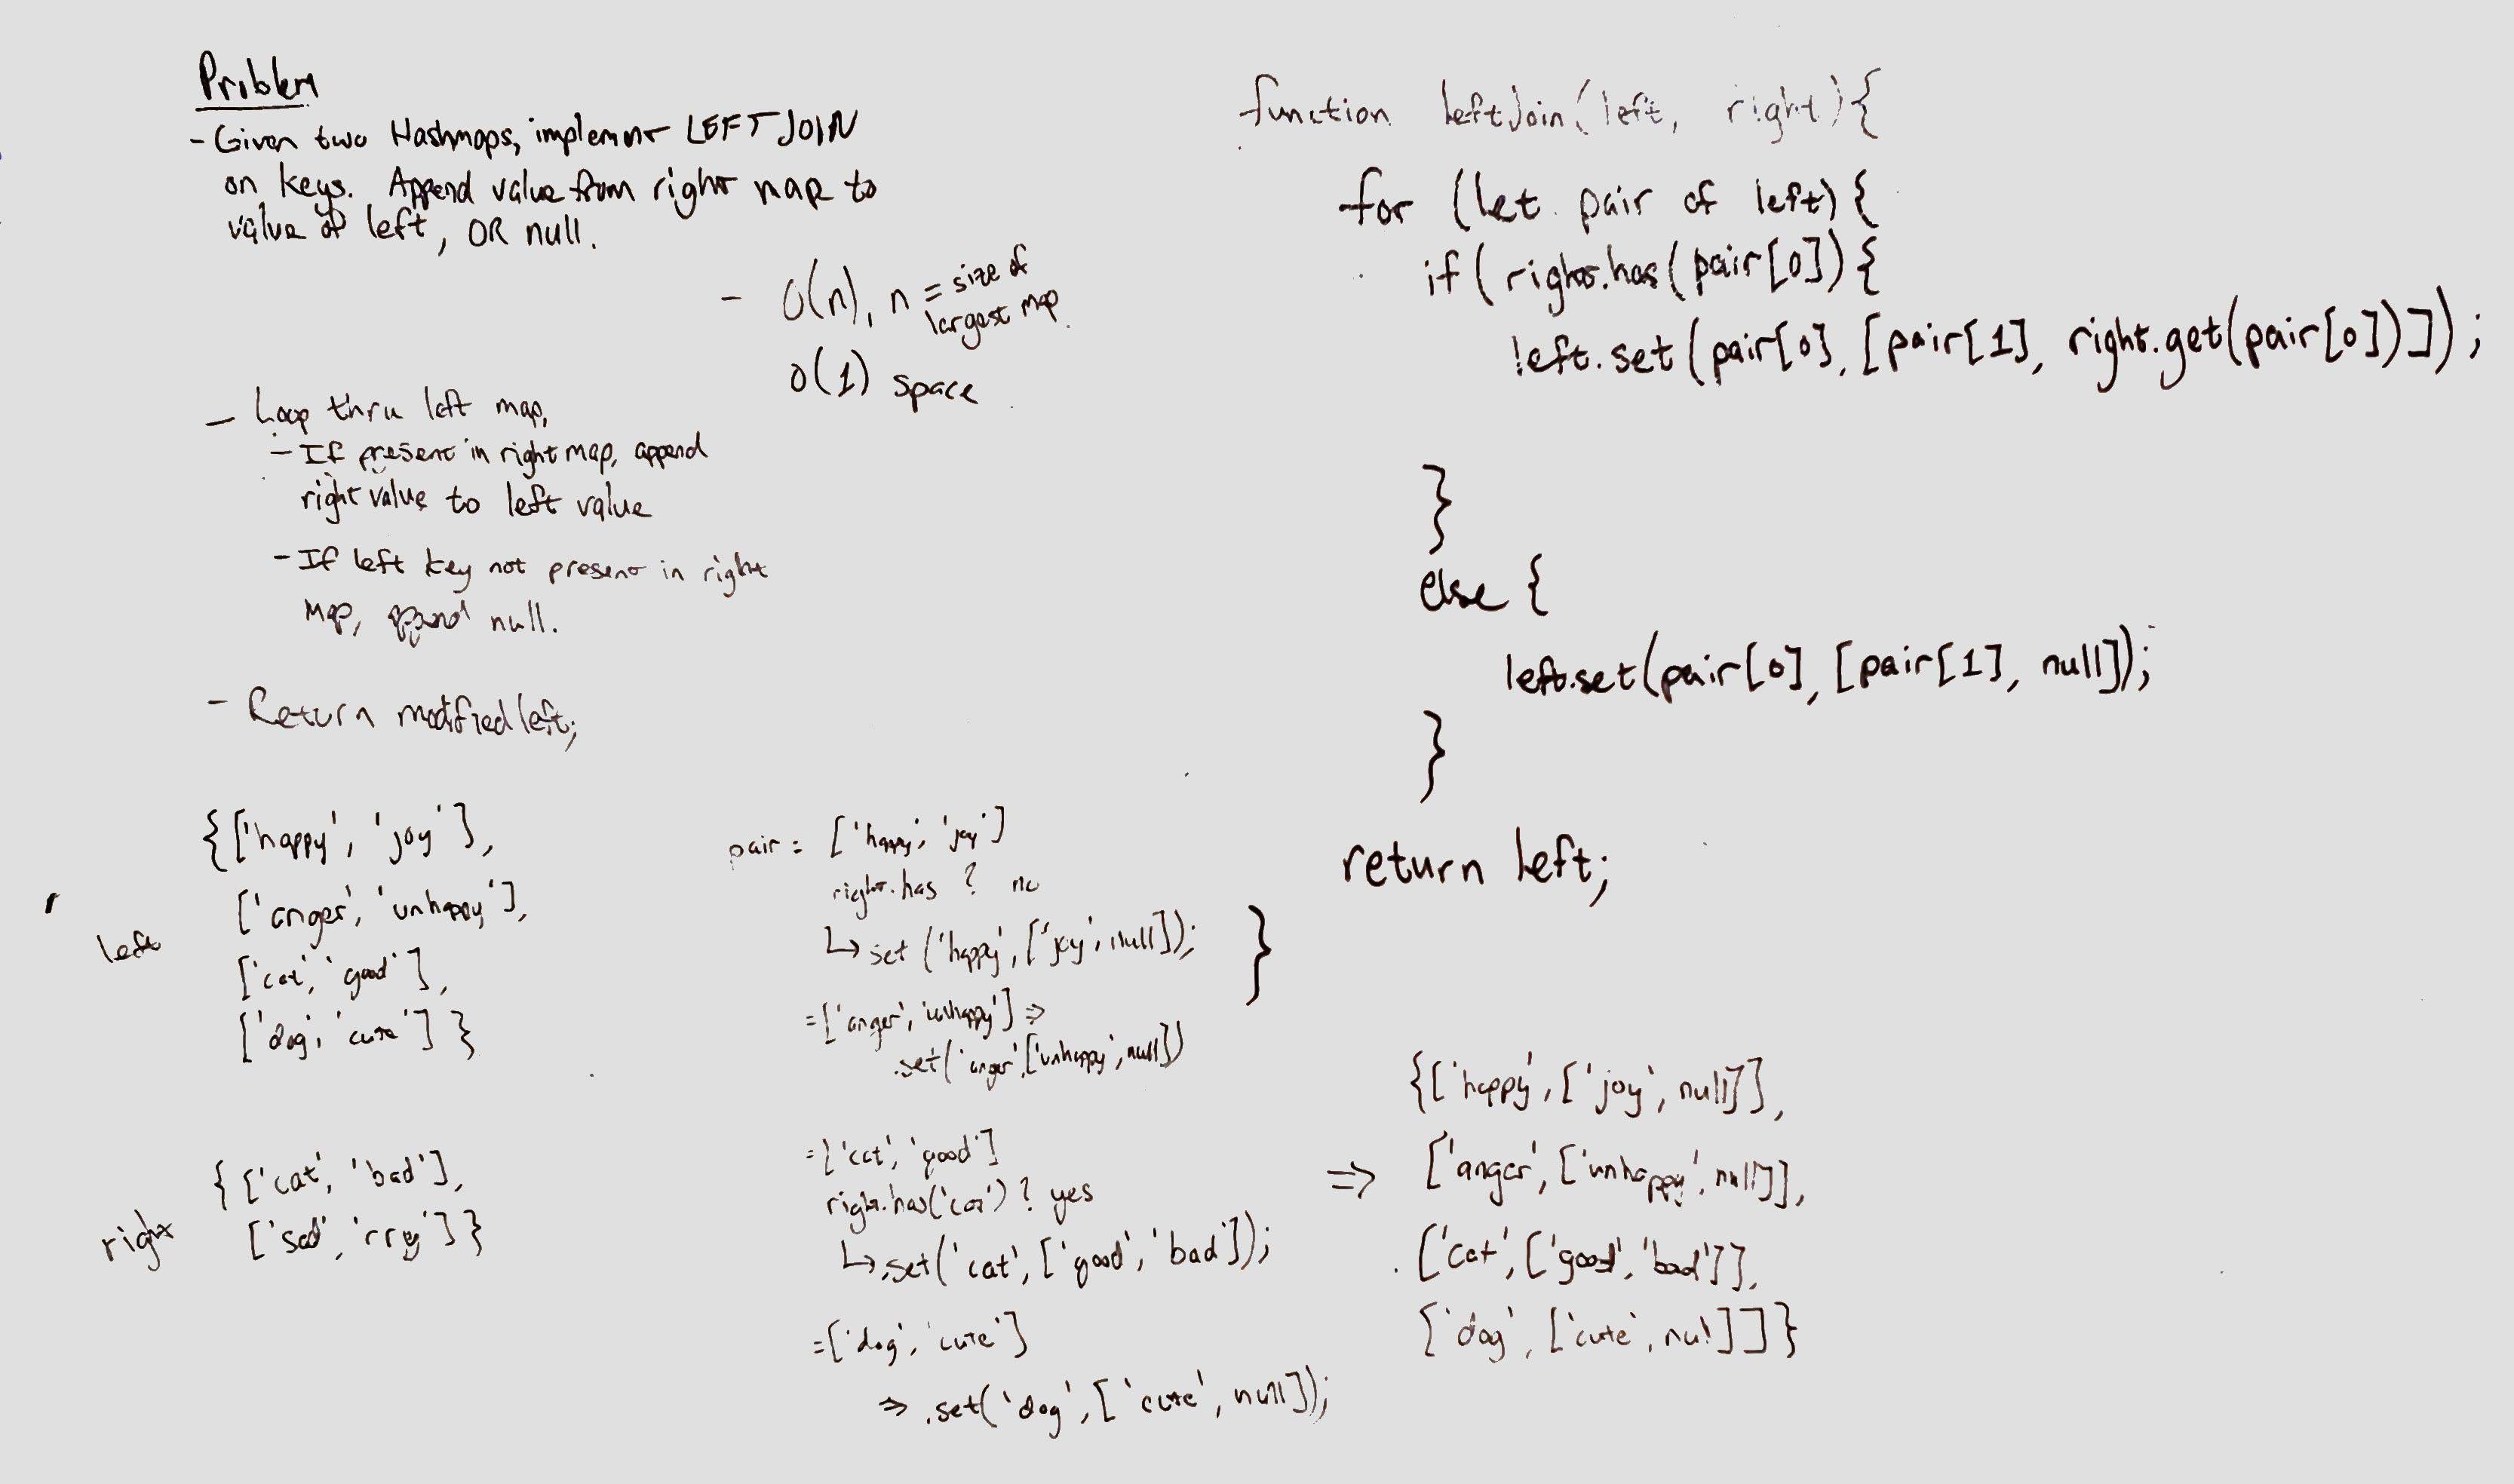 Problem
- Given two Hashmaps, implement LEFT JOIN
on keys. Append value from right map to
value of left, OR null.
- O(n), n = size of
largest map
O(1) space
- Loop thru left map,
- If present in right map, append
right value to left value
- If left key not present in right
map, append null.
- Return modified left;
left
{['happy', 'joy'],
['anger', 'unhappy'],
['cat', 'good'],
['dog', 'cute'] }
right
{ ['cat', 'bad'],
['sad', ']}
pair = ['happy', 'joy']
right.has ? no
↳ set ('happy', ['joy', null]);
=['anger', 'unhappy'] ⇒
.set('anger',['unhappy', null])
=['cat', 'good']
right.has('cat') ? yes
↳.set('cat', ['good', 'bad']);
=['dog', 'cute']
⇒ .set('dog', ['cute', null]);
function leftJoin(left, right){
for (let pair of left){
if(right.has(pair[0]){
left.set(pair[0], [pair[1], right.get(pair[0])]);
}
else {
left.set(pair[0], [pair[1], null]);
}
return left;
}
{['happy', ['joy', null]],
⇒ ['anger', ['unhappy', null]],
['cat', ['good', 'bad']],
['dog', ['cute', null]]}